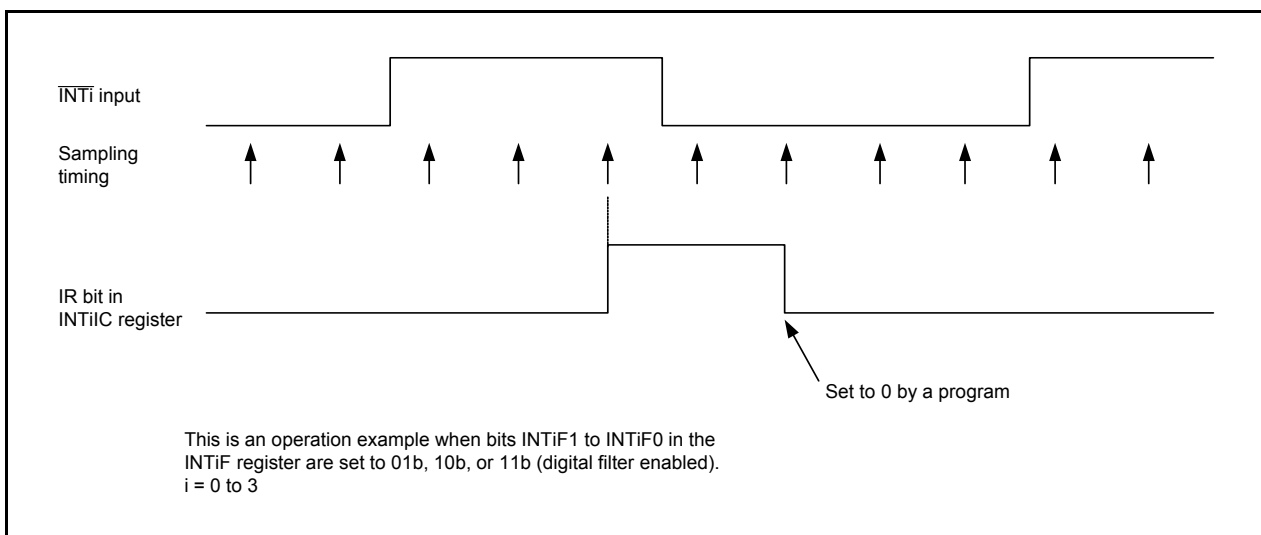 INTi input
Sampling
timing
IR bit in
INTiIC register
Set to 0 by a program
This is an operation example when bits INTiF1 to INTiF0 in the
INTiF register are set to 01b, 10b, or 11b (digital filter enabled).
i = 0 to 3